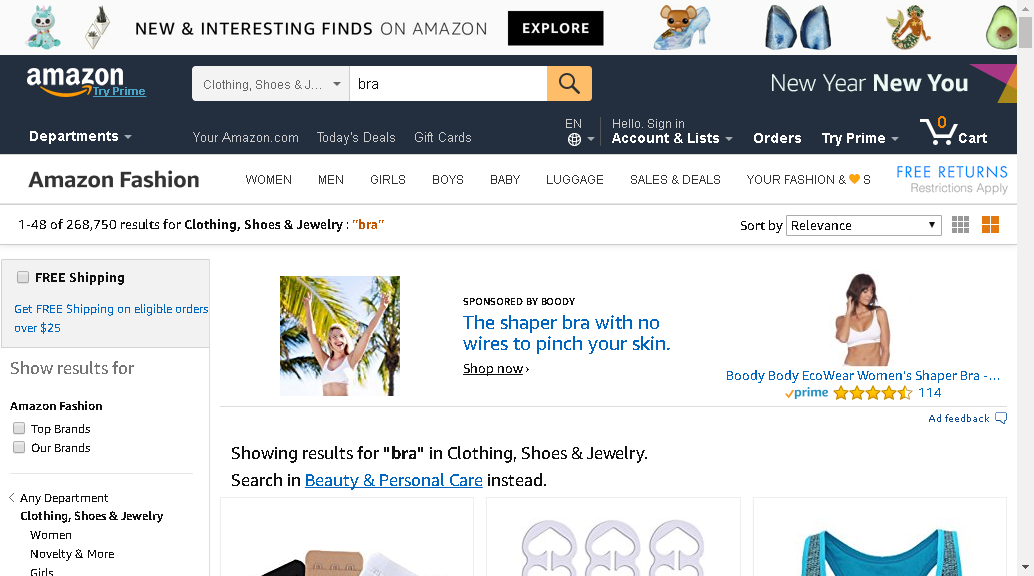 NEW & INTERESTING FINDS ON AMAZON EXPLORE
amazon
Try Prime
Clothing, Shoes & J... bra
New Year New You
Departments
Your Amazon.com Today's Deals Gift Cards
EN
Hello. Sign in
Account & Lists Orders Try Prime 0 Cart
Amazon Fashion WOMEN MEN GIRLS BOYS BABY LUGGAGE SALES & DEALS YOUR FASHION & 🧡 S
FREE RETURNS
Restrictions Apply
1-48 of 268,750 results for Clothing, Shoes & Jewelry : "bra"
Sort by Relevance
FREE Shipping
Get FREE Shipping on eligible orders
over $25
Show results for
Amazon Fashion
Top Brands
Our Brands
Any Department
Clothing, Shoes & Jewelry
Women
Novelty & More
Girls
SPONSORED BY BOODY
The shaper bra with no
wires to pinch your skin.
Shop now ›
Boody Body EcoWear Women's Shaper Bra -...
prime 114
Ad feedback
Showing results for "bra" in Clothing, Shoes & Jewelry.
Search in Beauty & Personal Care instead.